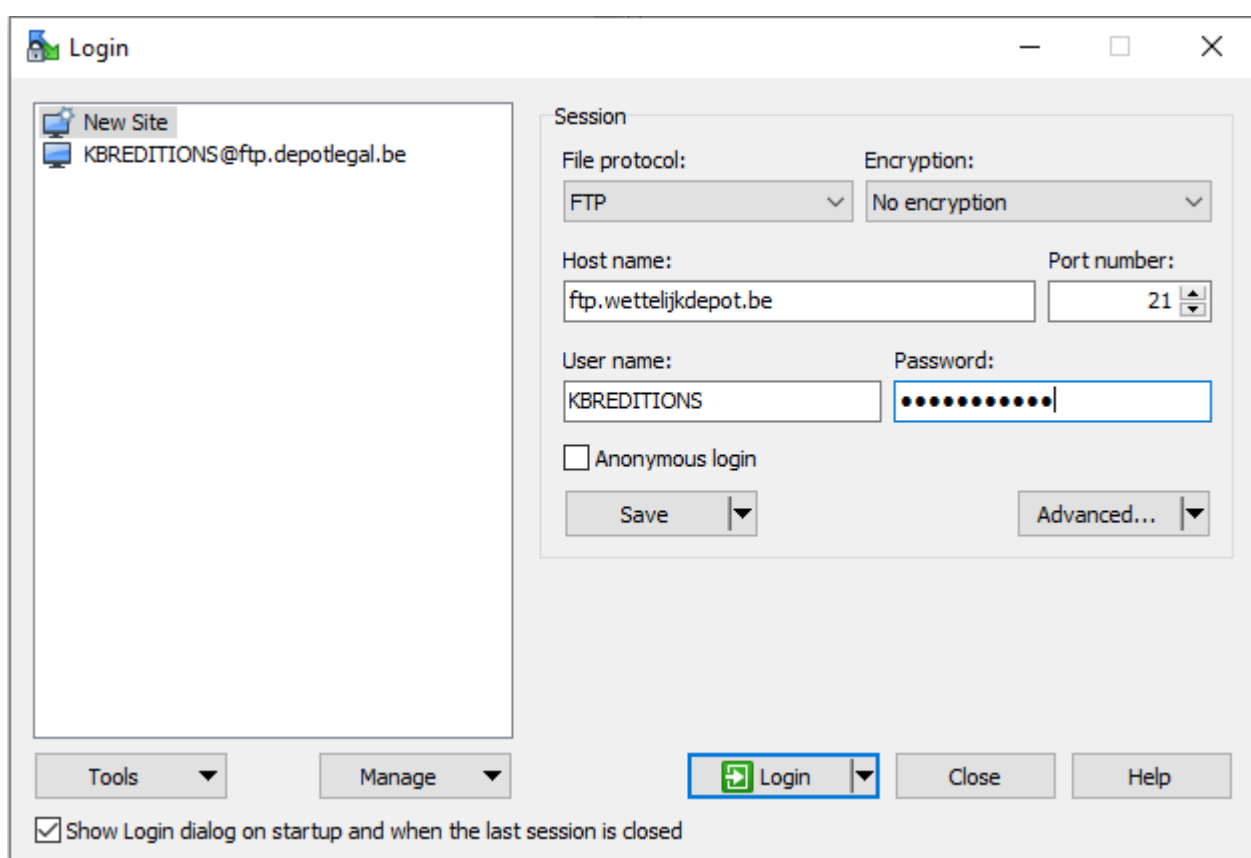 Login
New Site
KBREDITIONS@ftp.depotlegal.be
Session
File protocol: Encryption:
FTP No encryption
Host name: Port number:
ftp.wettelijkdepot.be 21
User name: Password:
KBREDITIONS ●●●●●●●●●●●
Anonymous login
Save Advanced...
Tools Manage Login Close Help
Show Login dialog on startup and when the last session is closed